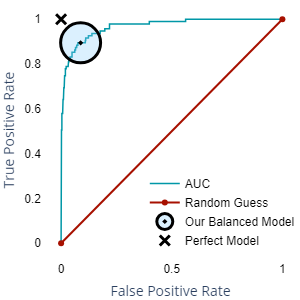 True Positive Rate
1
0.8
0.6
0.4
0.2
0
AUC
Random Guess
Our Balanced Model
Perfect Model
0
0.5
1
False Positive Rate